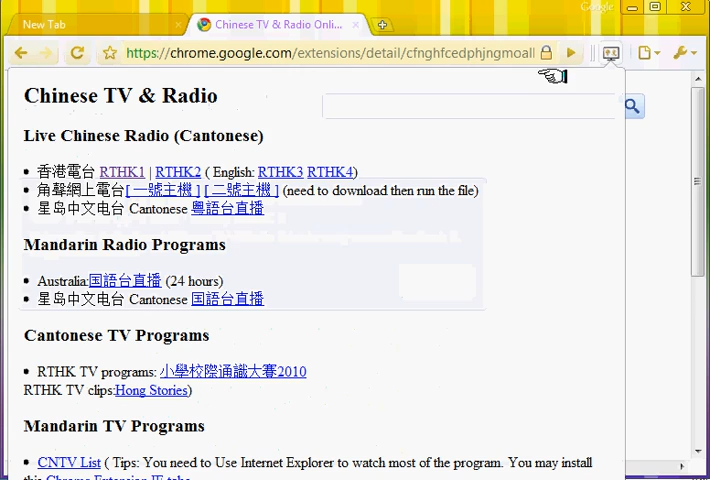 Google
New Tab
Chinese TV & Radio Onli...
https://chrome.google.com/extensions/detail/cfnghfcedphjngmoall
Chinese TV & Radio
Live Chinese Radio (Cantonese)
香港電台 RTHK1 | RTHK2 ( English: RTHK3 RTHK4)
角聲網上電台[ 一號主機 ] [ 二號主機 ] (need to download then run the file)
星岛中文电台 Cantonese 粵語台直播
Mandarin Radio Programs
Australia:国語台直播 (24 hours)
星岛中文电台 Cantonese 国語台直播
Cantonese TV Programs
RTHK TV programs: 小學校際通識大賽2010
RTHK TV clips:Hong Stories)
Mandarin TV Programs
CNTV List ( Tips: You need to Use Internet Explorer to watch most of the program. You may install
this Chrome Extension IE tabs